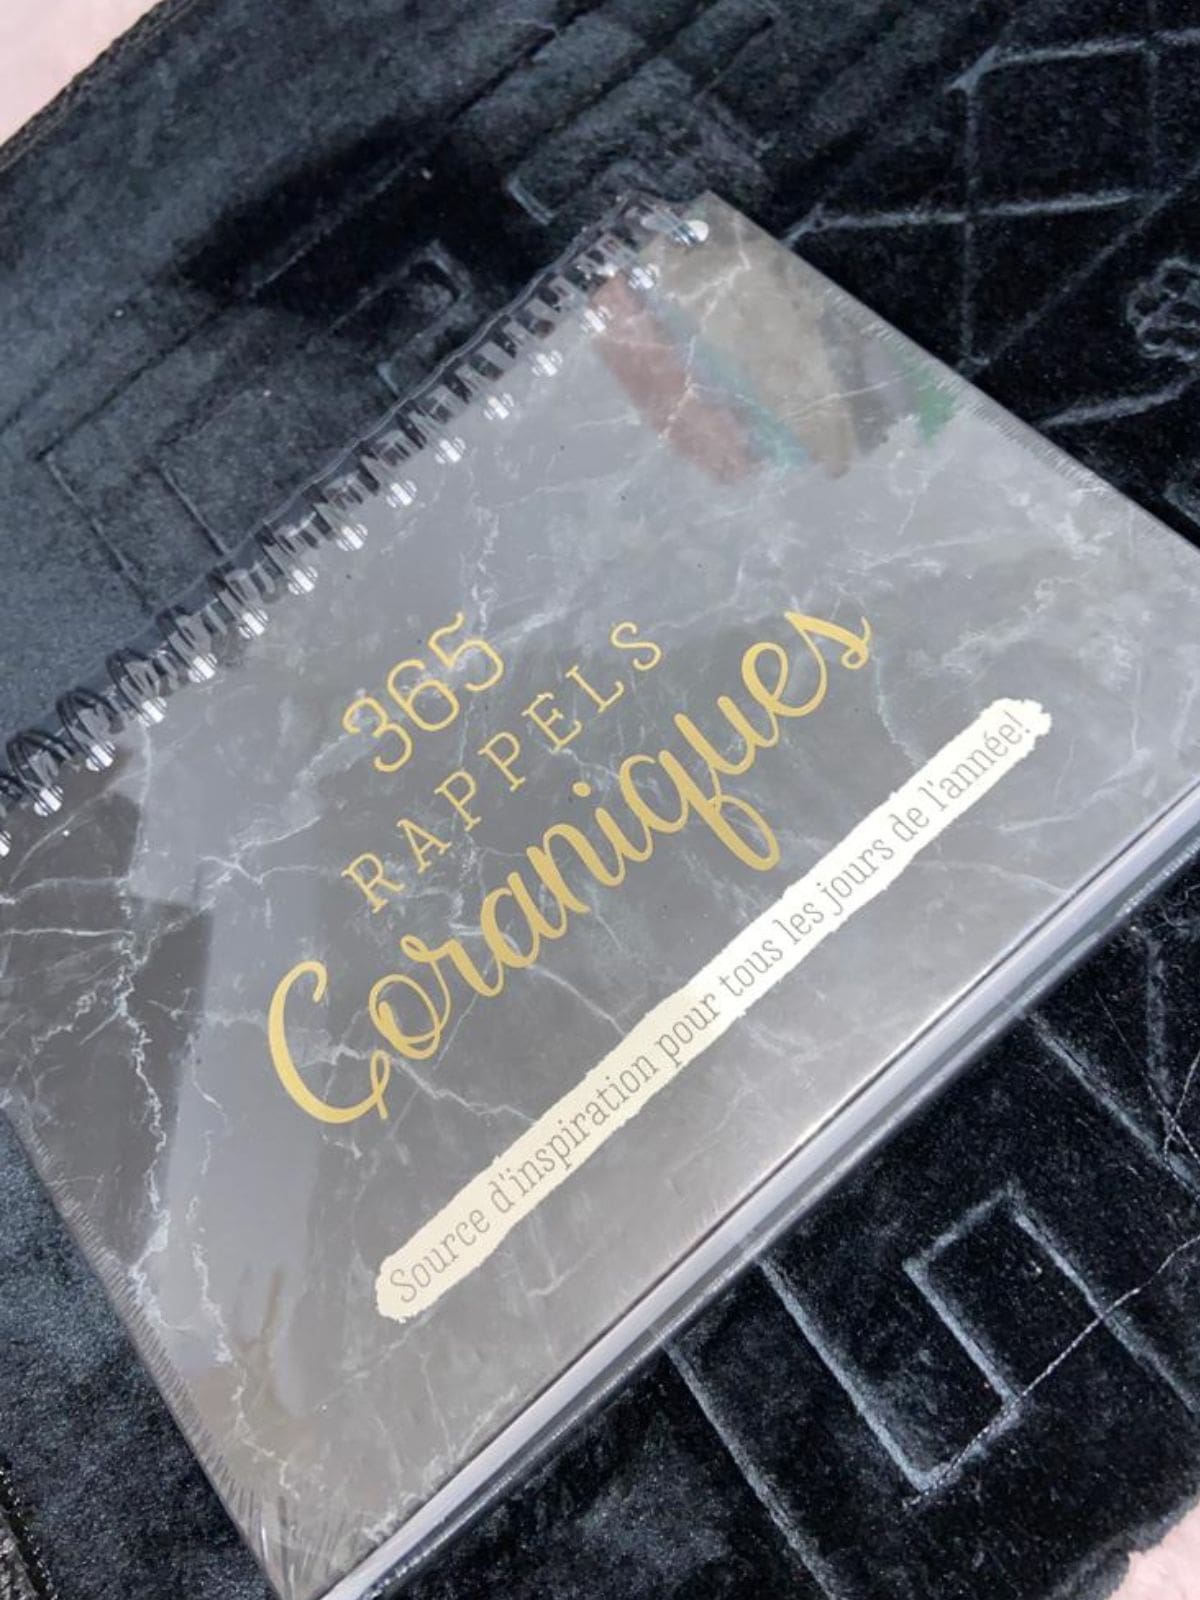 365
RAPPELS
Coraniques
Source d'inspiration pour tous les jours de l'année!